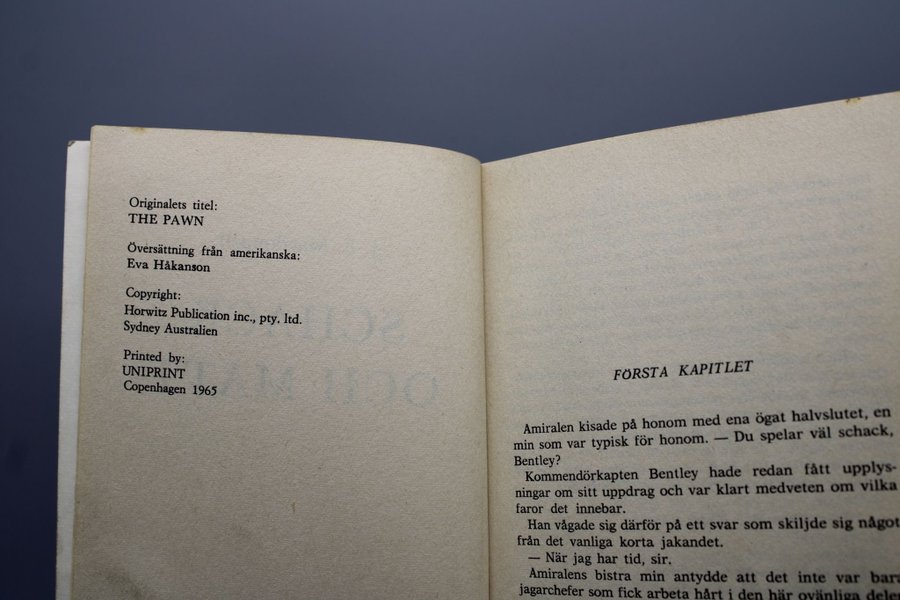 Originalets titel:
THE PAWN
Översättning från amerikanska:
Eva Håkanson
Copyright:
Horwitz Publication inc., pty. ltd.
Sydney Australien
Printed by:
UNIPRINT
Copenhagen 1965
FÖRSTA KAPITLET
Amiralen kisade på honom med ena ögat halvslutet, en
min som var typisk för honom. — Du spelar väl schack,
Bentley?
Kommendörkapten Bentley hade redan fått upplys-
ningar om sitt uppdrag och var klart medveten om vilka
faror det innebar.
Han vågade sig därför på ett svar som skiljde sig något
från det vanliga korta jakandet.
— När jag har tid, sir.
Amiralens bistra min antydde att det inte var bara
jagarchefer som fick arbeta hårt i den här ovänliga delen